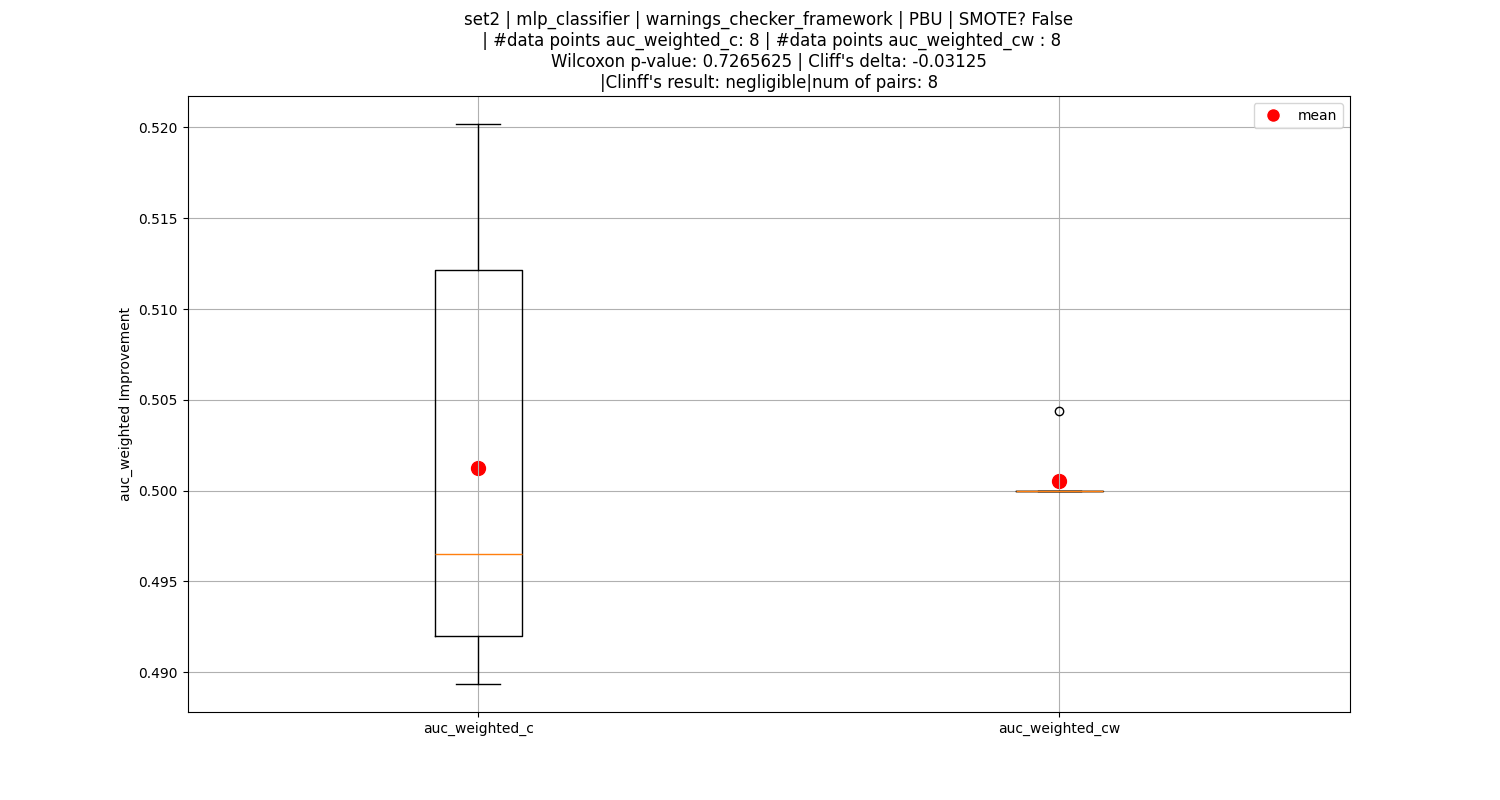 set2 | mlp_classifier | warnings_checker_framework | PBU | SMOTE? False
| #data points auc_weighted_c: 8 | #data points auc_weighted_cw : 8
Wilcoxon p-value: 0.7265625 | Cliff's delta: -0.03125
|Clinff's result: negligible|num of pairs: 8
mean
0.520
0.515
0.510
0.505
0.500
0.495
0.490
auc_weighted Improvement
auc_weighted_c
auc_weighted_cw